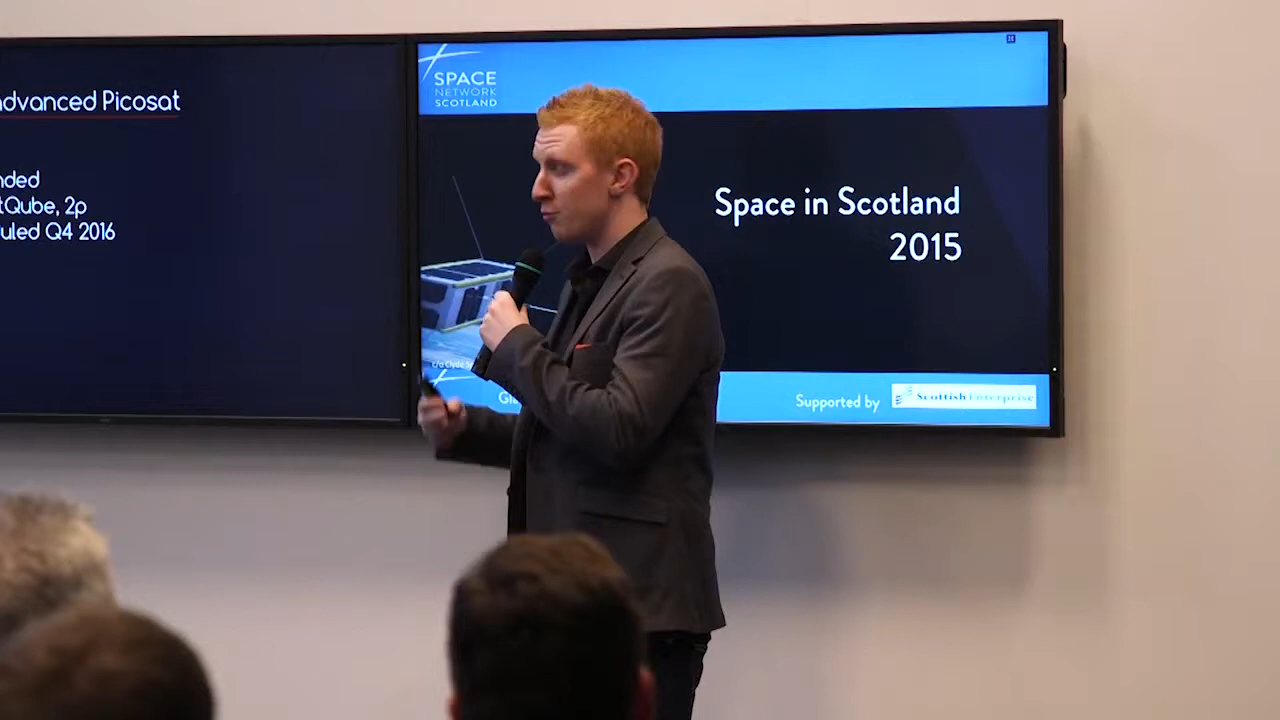 dvanced Picosat
nded
tQube, 2p
uled Q4 2016
SPACE
NETWORK
SCOTLAND
Space in Scotland
2015
c/o Clyde
Supported by
Scottish Enterprise